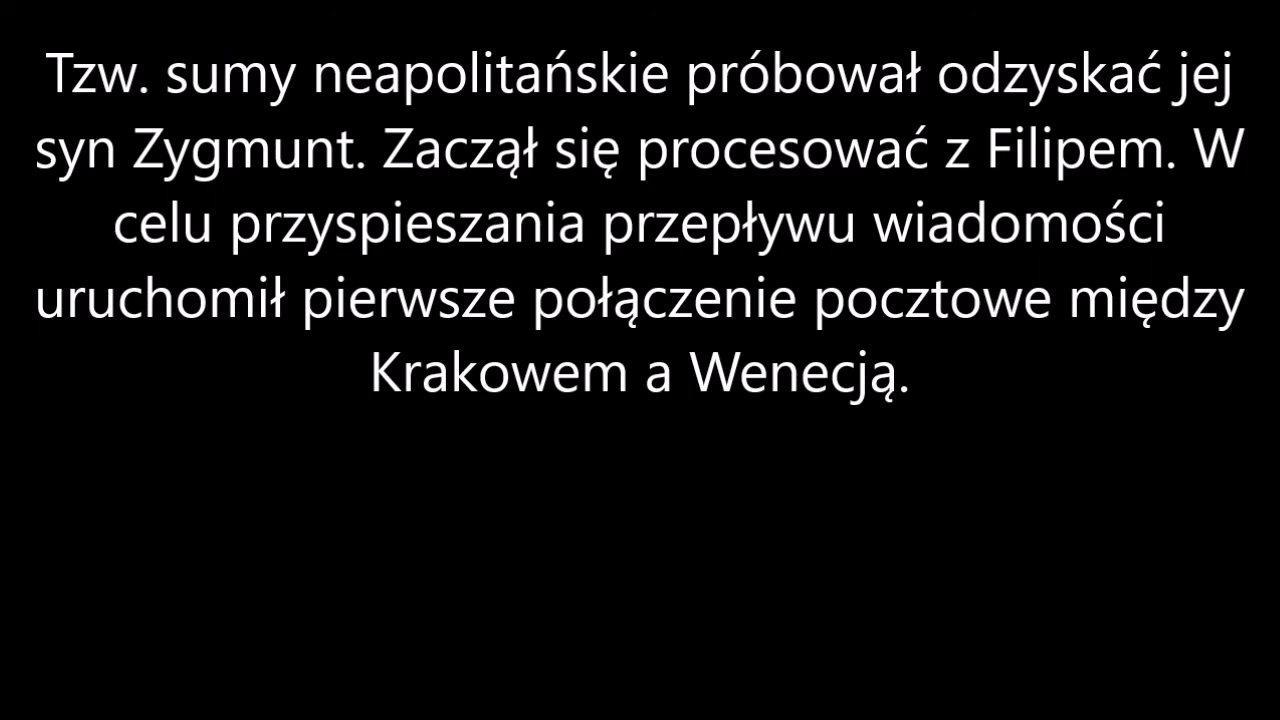 Tzw. sumy neapolitańskie próbował odzyskać jej
syn Zygmunt. Zaczął się procesować z Filipem. W
celu przyspieszania przepływu wiadomości
uruchomił pierwsze połączenie pocztowe między
Krakowem a Wenecją.